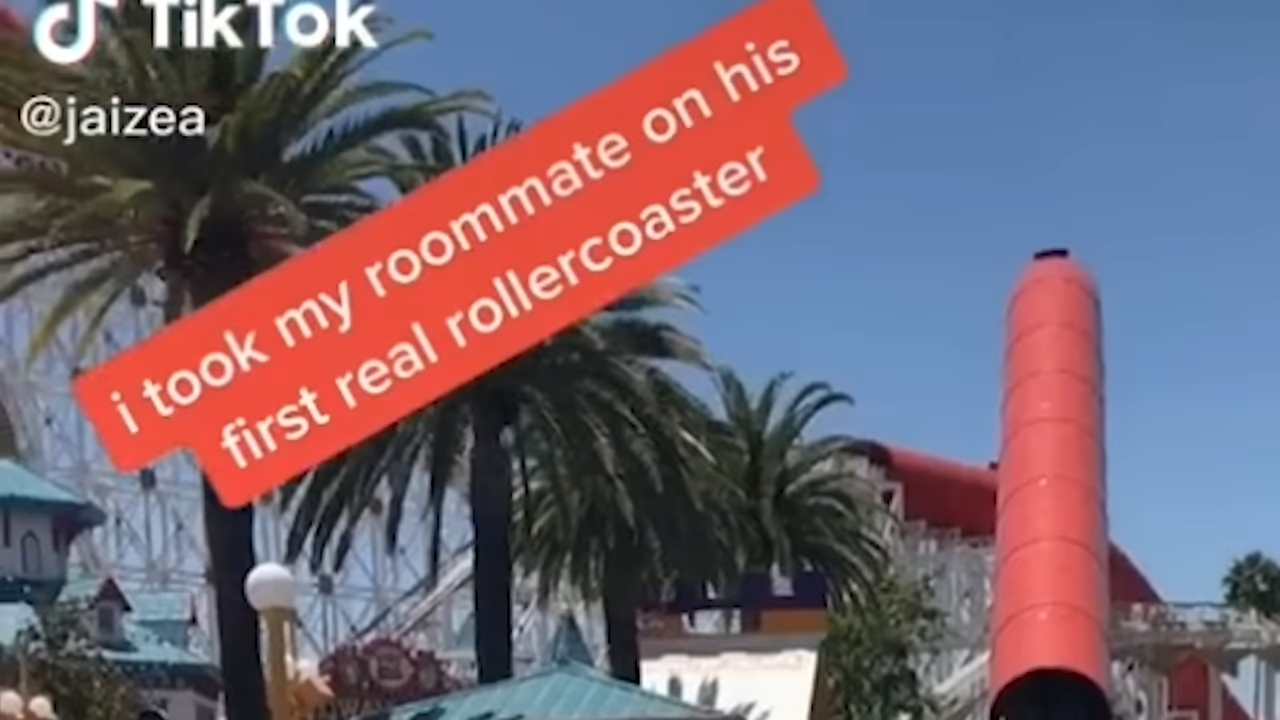 TikTok
@jaizea
i took my roommate on his
first real rollercoaster